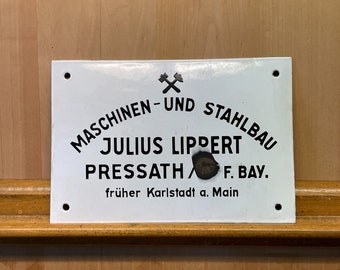 MASCHINEN- UND STAHLBAU
JULIUS LIPPERT
PRESSATH/ F. BAY.
früher Karlstadt a. Main